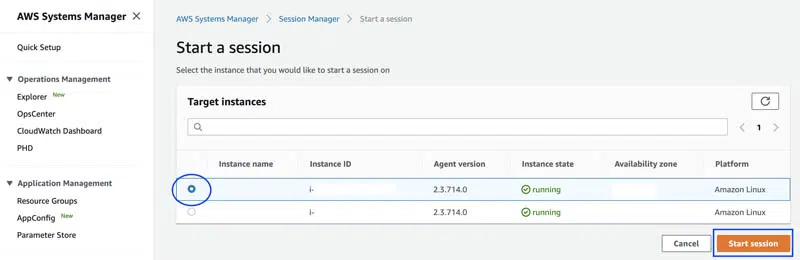 AWS Systems Manager
Quick Setup
Operations Management
Explorer New
OpsCenter
CloudWatch Dashboard
PHD
Application Management
Resource Groups
AppConfig New
Parameter Store
AWS Systems Manager > Session Manager > Start a session
Start a session
Select the instance that you would like to start a session on
Target instances
1
Instance name Instance ID Agent version Instance state Availability zone Platform
i- 2.3.714.0 running Amazon Linux
i- 2.3.714.0 running Amazon Linux
Cancel Start session